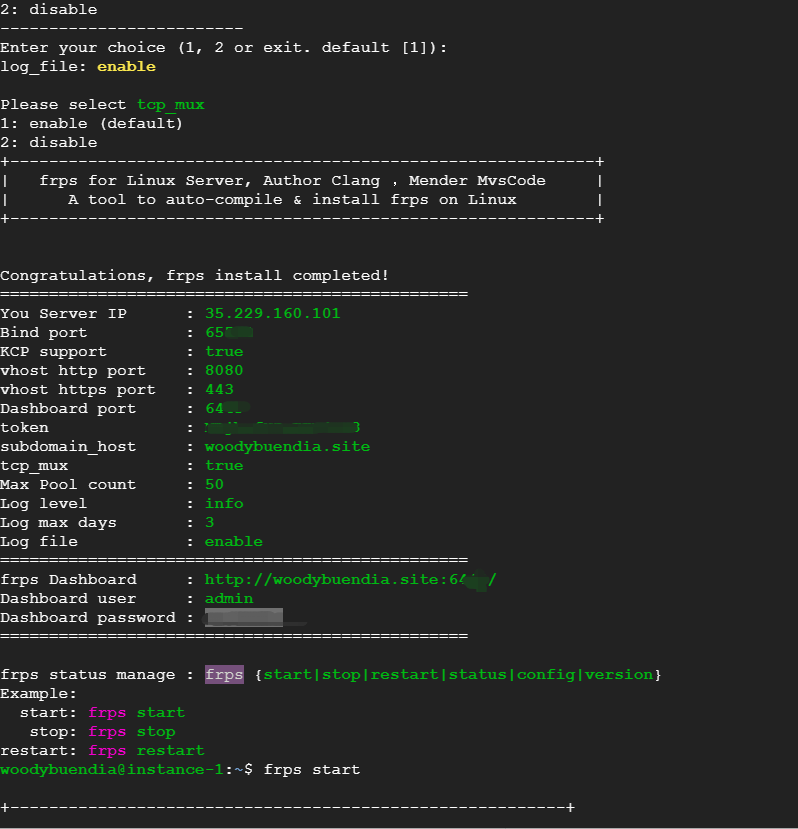 2: disable
-------------------------
Enter your choice (1, 2 or exit. default [1]):
log_file: enable
Please select tcp_mux
1: enable (default)
2: disable
+------------------------------------------------------------+
|   frps for Linux Server, Author Clang , Mender MvsCode     |
|      A tool to auto-compile & install frps on Linux        |
+------------------------------------------------------------+
Congratulations, frps install completed!
================================================
You Server IP      : 35.229.160.101
Bind port          : 65
KCP support        : true
vhost http port    : 8080
vhost https port   : 443
Dashboard port     : 64
token              :
subdomain_host     : woodybuendia.site
tcp_mux            : true
Max Pool count     : 50
Log level          : info
Log max days       : 3
Log file           : enable
================================================
frps Dashboard     : http://woodybuendia.site:64 /
Dashboard user     : admin
Dashboard password :
================================================
frps status manage : frps {start|stop|restart|status|config|version}
Example:
  start: frps start
   stop: frps stop
restart: frps restart
woodybuendia@instance-1:~$ frps start
+---------------------------------------------------------+